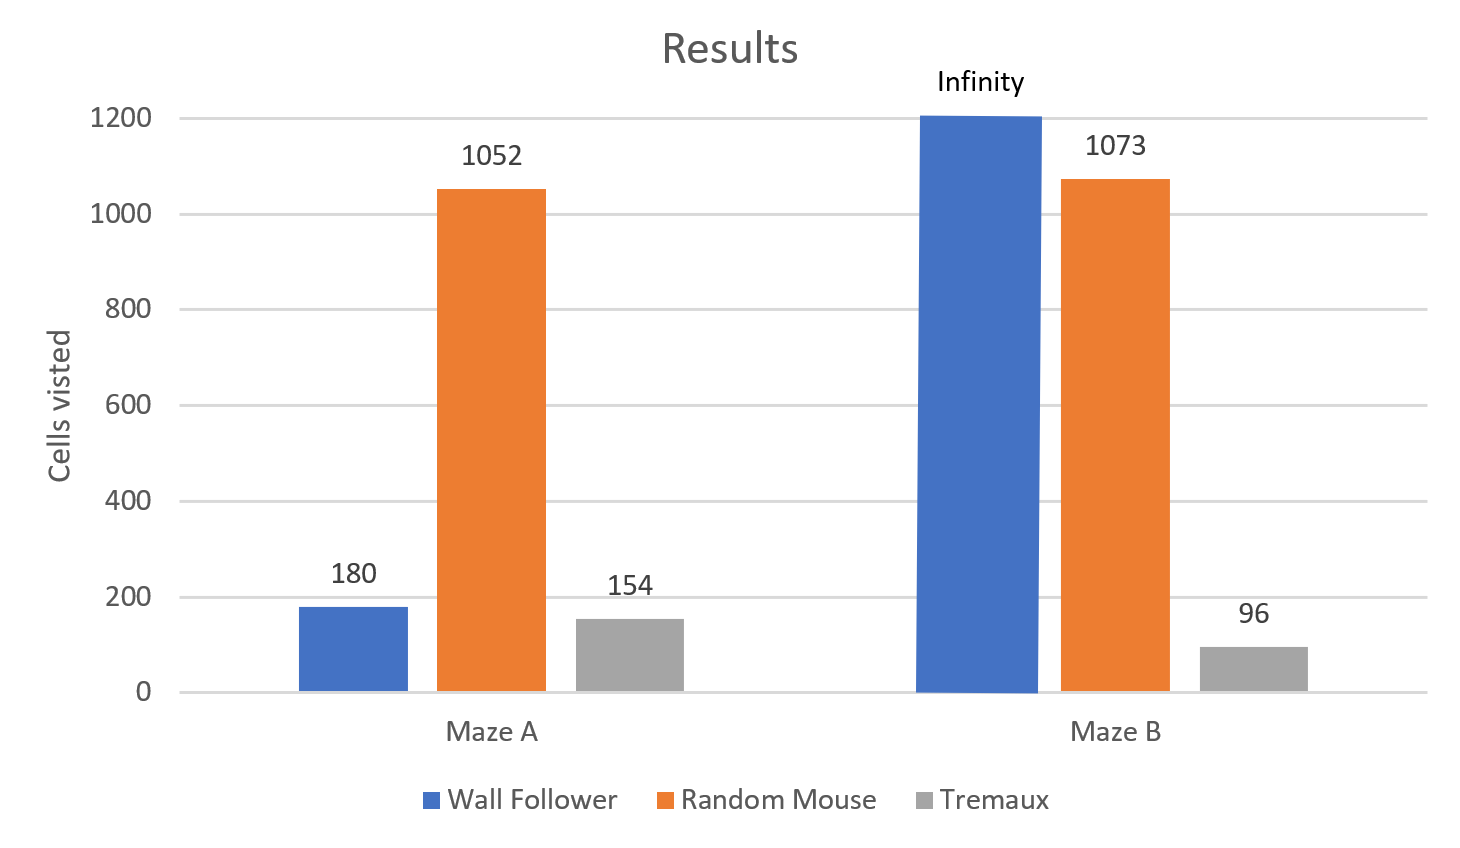 Results
Infinity
1200
1000
800
600
400
200
0
Cells visted
180
1052
154
1073
96
Maze A
Maze B
Wall Follower
Random Mouse
Tremaux